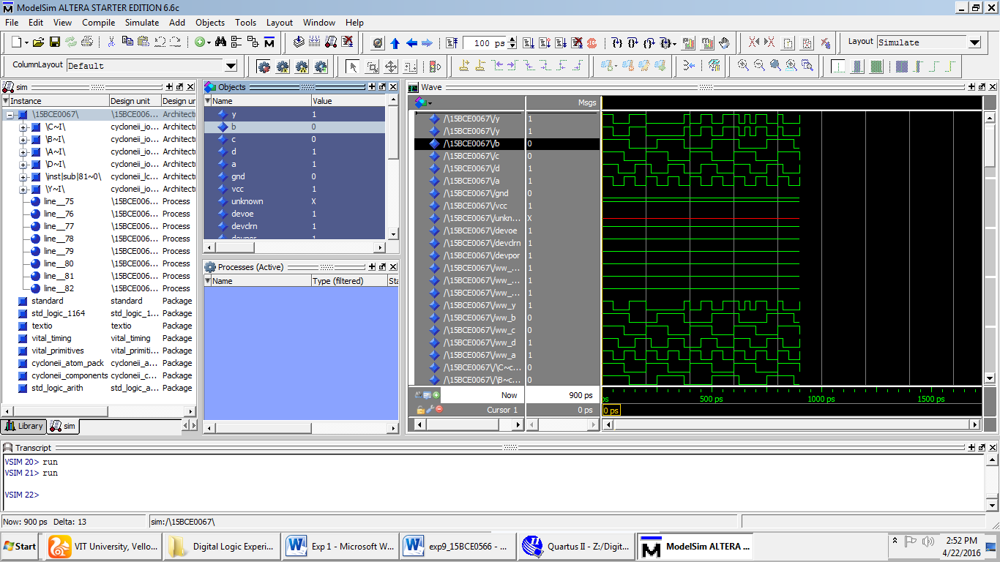 ModelSim ALTERA STARTER EDITION 6.6c
File Edit View Compile Simulate Add Objects Tools Layout Window Help
100 ps
Layout Simulate
ColumnLayout Default
sim
Instance Design unit Design un
\15BCE0067\ \15BCE006... Architectu
\C~I\ cycloneii_io... Architectu
\B~I\ cycloneii_io... Architectu
\A~I\ cycloneii_io... Architectu
\D~I\ cycloneii_io... Architectu
\inst|sub|81~0\ cycloneii_lc... Architectu
\Y~I\ cycloneii_io... Architectu
line__75 \15BCE006... Process
line__76 \15BCE006... Process
line__77 \15BCE006... Process
line__78 \15BCE006... Process
line__79 \15BCE006... Process
line__80 \15BCE006... Process
line__81 \15BCE006... Process
line__82 \15BCE006... Process
standard standard Package
std_logic_1164 std_logic_1... Package
textio textio Package
vital_timing vital_timing Package
vital_primitives vital_primitives Package
cycloneii_atom_pack cycloneii_a... Package
cycloneii_components cycloneii_c... Package
std_logic_arith std_logic_a... Package
Library sim
Objects
Name Value
y 1
b 0
c 0
d 1
a 1
gnd 0
vcc 1
unknown X
devoe 1
devclrn 1
devpor 1
Processes (Active)
Name Type (filtered) Sta
Wave
Msgs
/\15BCE0067\/y 1
/\15BCE0067\/y 1
/\15BCE0067\/b 0
/\15BCE0067\/c 0
/\15BCE0067\/d 1
/\15BCE0067\/a 1
/\15BCE0067\/gnd 0
/\15BCE0067\/vcc 1
/\15BCE0067\/unkn... X
/\15BCE0067\/devoe 1
/\15BCE0067\/devclrn 1
/\15BCE0067\/devpor 1
/\15BCE0067\/ww_... 1
/\15BCE0067\/ww_... 1
/\15BCE0067\/ww_... 1
/\15BCE0067\/ww_y 1
/\15BCE0067\/ww_b 0
/\15BCE0067\/ww_c 0
/\15BCE0067\/ww_d 1
/\15BCE0067\/ww_a 1
/\15BCE0067\/\C~c... 0
/\15BCE0067\/\B~c... 0
Now 900 ps
ps 500 ps 1000 ps 1500 ps
Cursor 1 0 ps
0 ps
Transcript
VSIM 20> run
VSIM 21> run
VSIM 22>
Now: 900 ps Delta: 13 sim:/\15BCE0067\
Start VIT University, Vello... Digital Logic Experi... Exp 1 - Microsoft W... exp9_15BCE0566 - ... Quartus II - Z:/Digit... ModelSim ALTERA ...
2:52 PM
4/22/2016